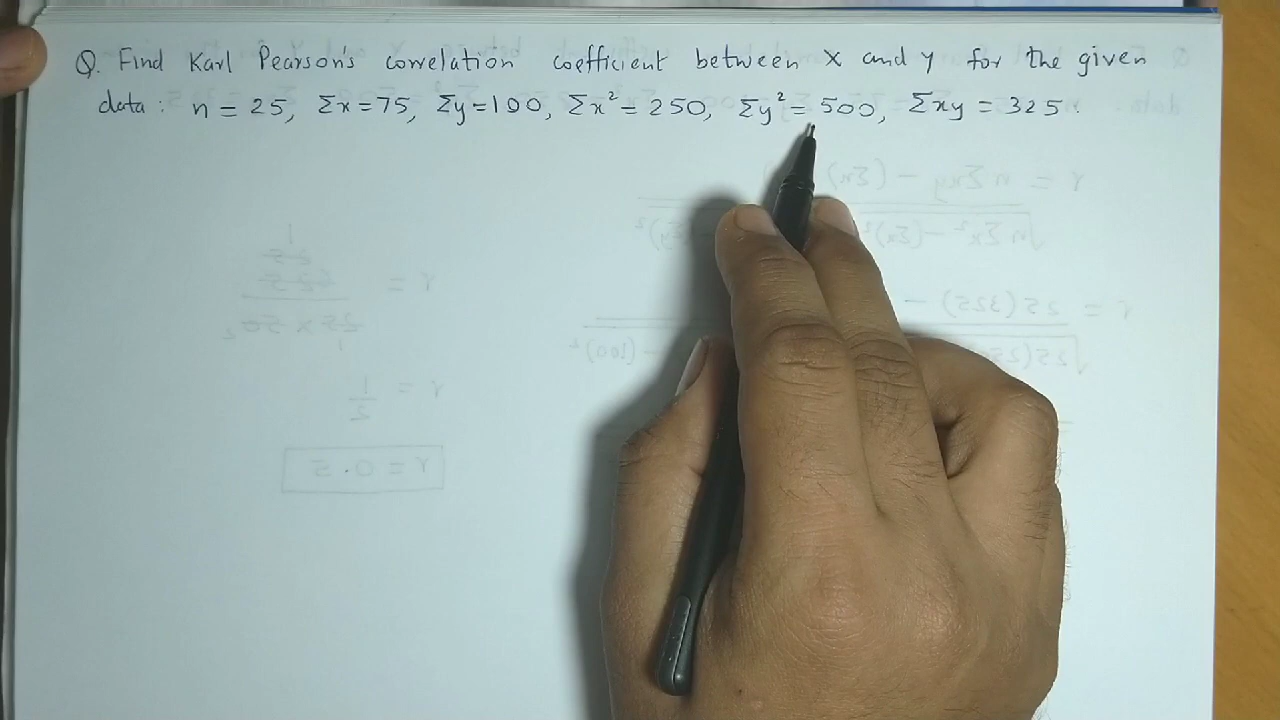 Q. Find Karl Pearson's correlation coefficient between x and y for the given
data : n = 25, Σx = 75, Σy = 100, Σx² = 250, Σy² = 500, Σxy = 325.